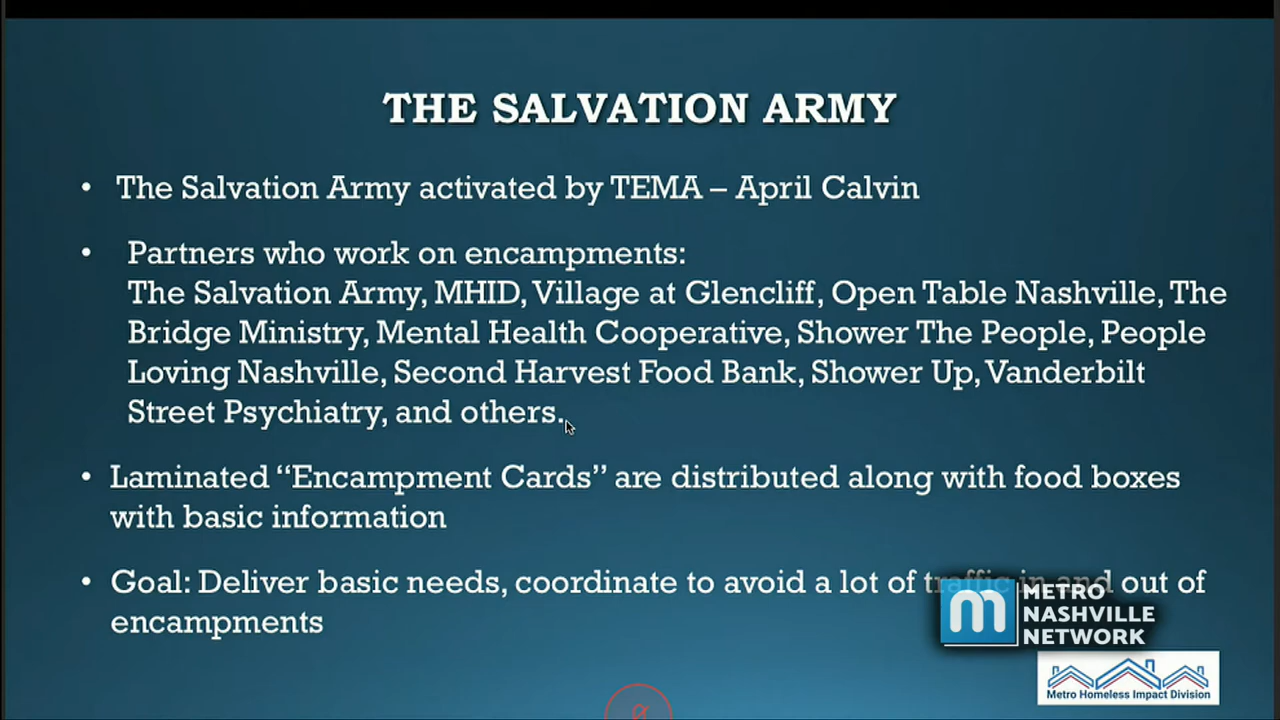 THE SALVATION ARMY
• The Salvation Army activated by TEMA – April Calvin
• Partners who work on encampments:
The Salvation Army, MHID, Village at Glencliff, Open Table Nashville, The
Bridge Ministry, Mental Health Cooperative, Shower The People, People
Loving Nashville, Second Harvest Food Bank, Shower Up, Vanderbilt
Street Psychiatry, and others.
• Laminated “Encampment Cards” are distributed along with food boxes
with basic information
• Goal: Deliver basic needs, coordinate to avoid a lot of traffic in and out of
encampments
m METRO
NASHVILLE
NETWORK
Metro Homeless Impact Division